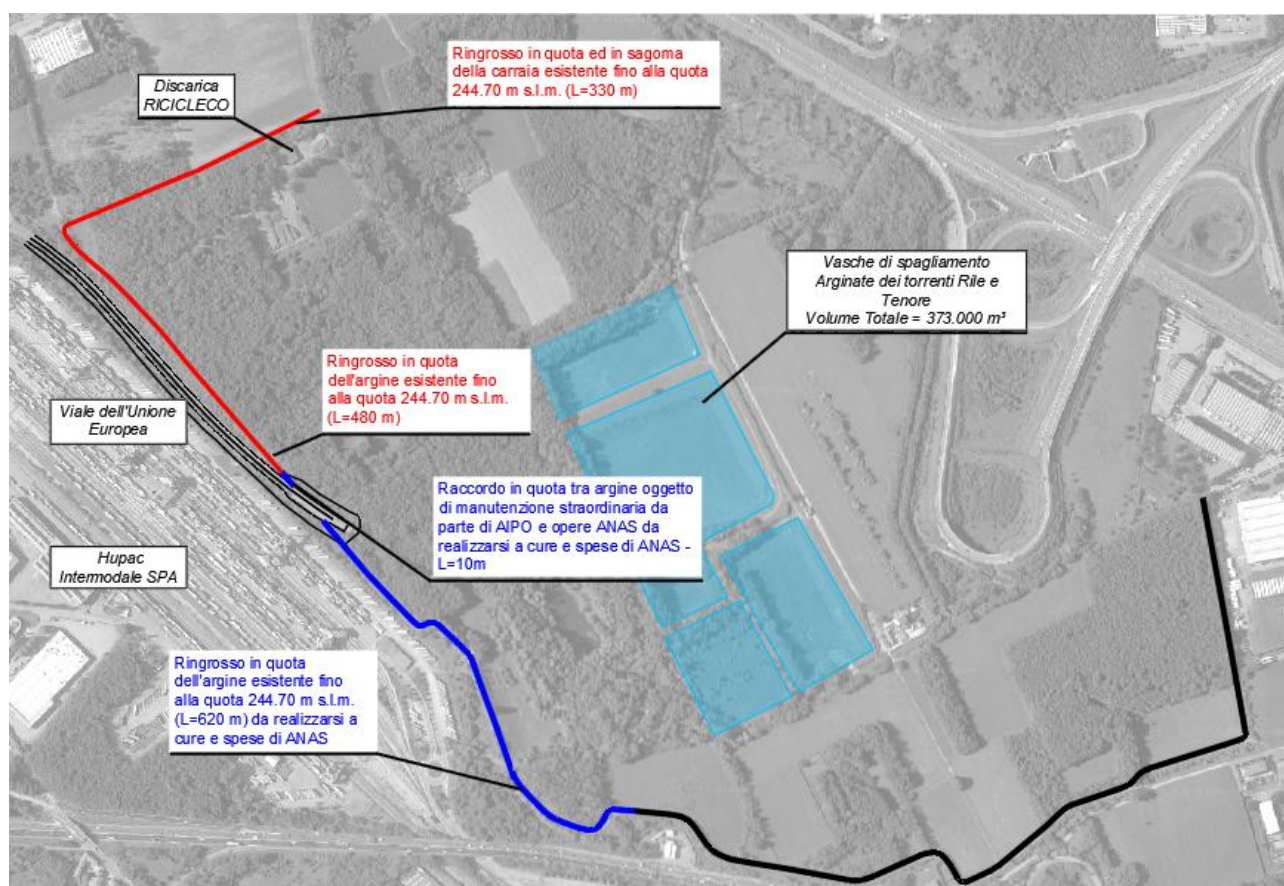 Ringrosso in quota ed in sagoma
della carraia esistente fino alla quota
244.70 m s.l.m. (L=330 m)
Discarica
RICICLECO
Vasche di spagliamento
Arginate dei torrenti Rile e
Tenore
Volume Totale = 373.000 m³
Ringrosso in quota
dell'argine esistente fino
alla quota 244.70 m s.l.m.
(L=480 m)
Viale dell'Unione
Europea
Raccordo in quota tra argine oggetto
di manutenzione straordinaria da
parte di AIPO e opere ANAS da
realizzarsi a cure e spese di ANAS -
L=10m
Hupac
Intermodale SPA
Ringrosso in quota
dell'argine esistente fino
alla quota 244.70 m s.l.m.
(L=620 m) da realizzarsi a
cure e spese di ANAS